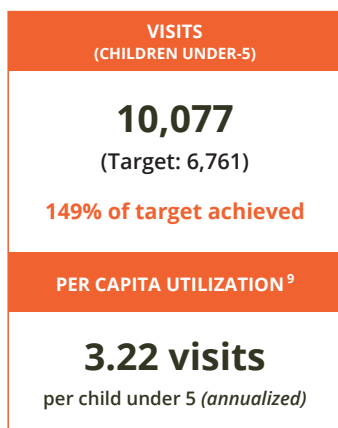 VISITS
(CHILDREN UNDER-5)
10,077
(Target: 6,761)
149% of target achieved
PER CAPITA UTILIZATION 9
3.22 visits
per child under 5 (annualized)